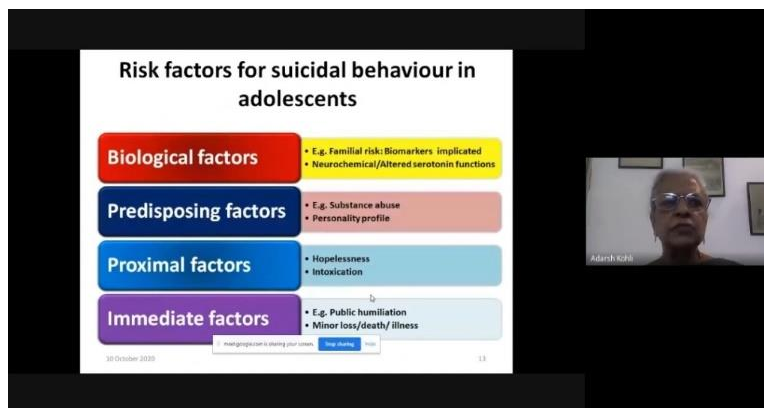 Risk factors for suicidal behaviour in
adolescents
Biological factors
• E.g. Familial risk: Biomarkers implicated
• Neurochemical/Altered serotonin functions
Predisposing factors
• E.g. Substance abuse
• Personality profile
Proximal factors
• Hopelessness
• Intoxication
Immediate factors
• E.g. Public humiliation
• Minor loss/death/ illness
meet.google.com is sharing your screen.
Stop sharing
Hide
10 October 2020
13
Adarsh Kohli